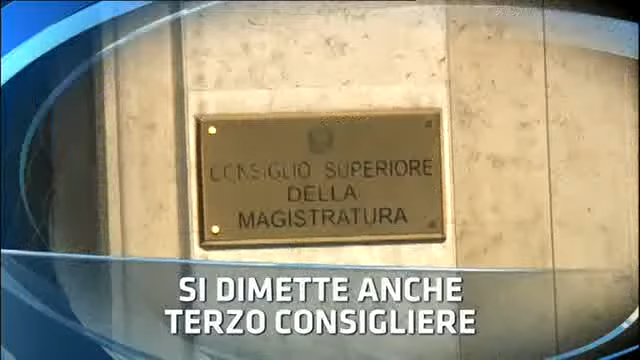 CONSIGLIO SUPERIORE
DELLA
MAGISTRATURA
SI DIMETTE ANCHE
TERZO CONSIGLIERE